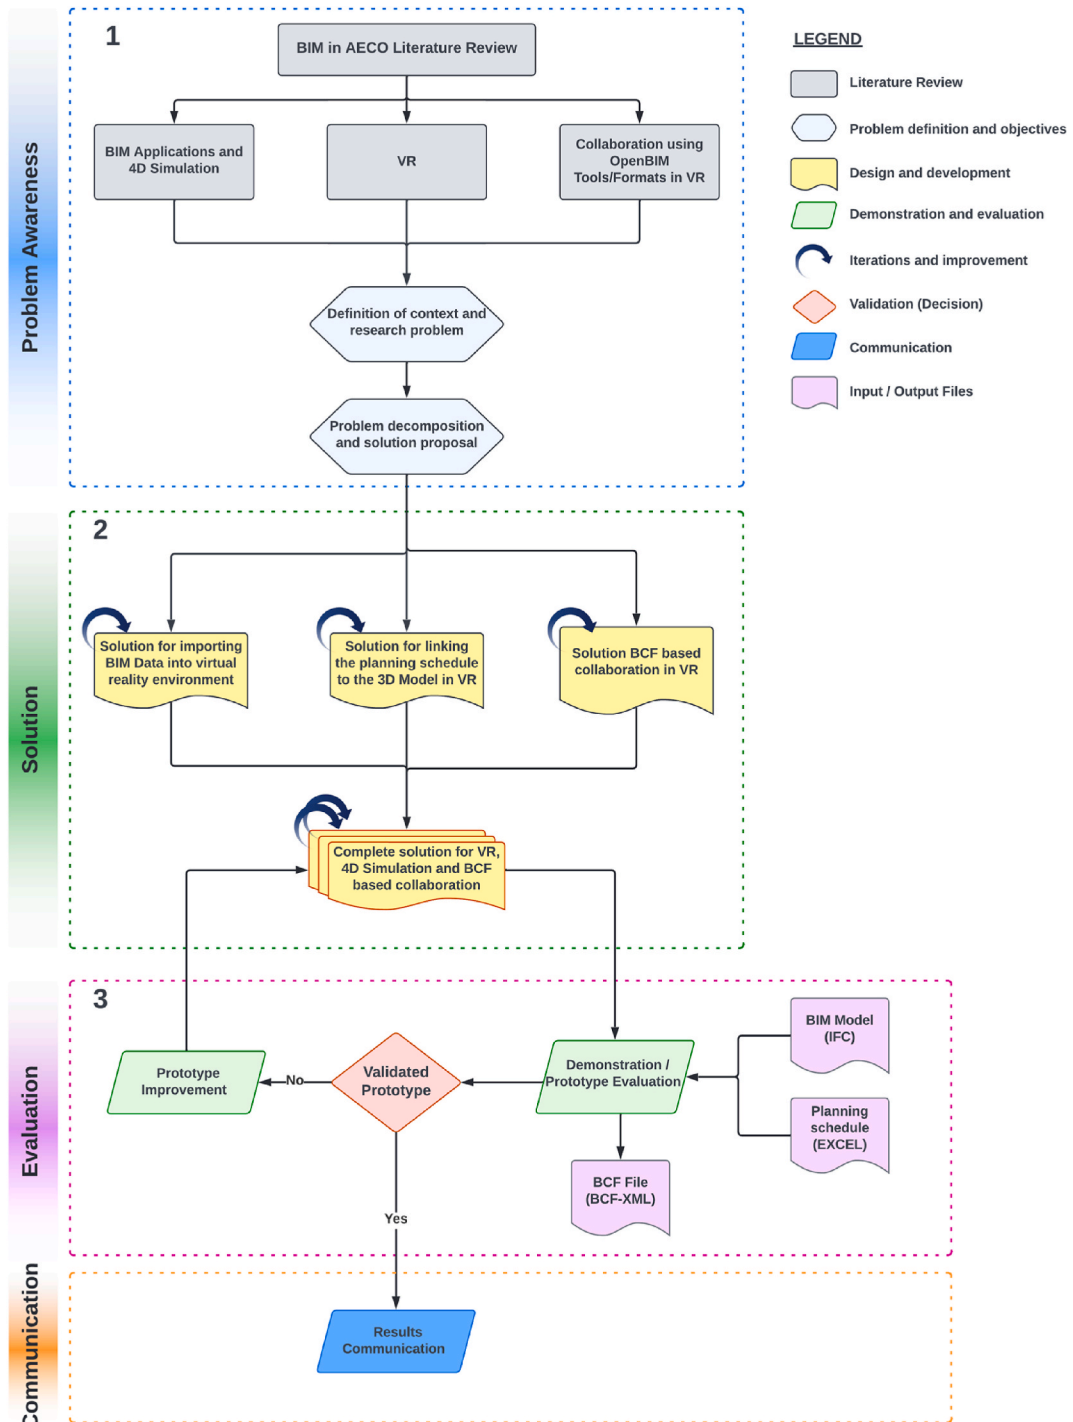 1
BIM in AECO Literature Review
BIM Applications and
4D Simulation
VR
Collaboration using
OpenBIM
Tools/Formats in VR
Definition of context and
research problem
Problem decomposition
and solution proposal
Problem Awareness
LEGEND
Literature Review
Problem definition and objectives
Design and development
Demonstration and evaluation
Iterations and improvement
Validation (Decision)
Communication
Input / Output Files
2
Solution for importing
BIM Data into virtual
reality environment
Solution for linking
the planning schedule
to the 3D Model in VR
Solution BCF based
collaboration in VR
Complete solution for VR,
4D Simulation and BCF
based collaboration
Solution
3
Prototype
Improvement
No
Validated
Prototype
Demonstration /
Prototype Evaluation
BIM Model
(IFC)
Planning
schedule
(EXCEL)
BCF File
(BCF-XML)
Yes
Evaluation
Results
Communication
Communication